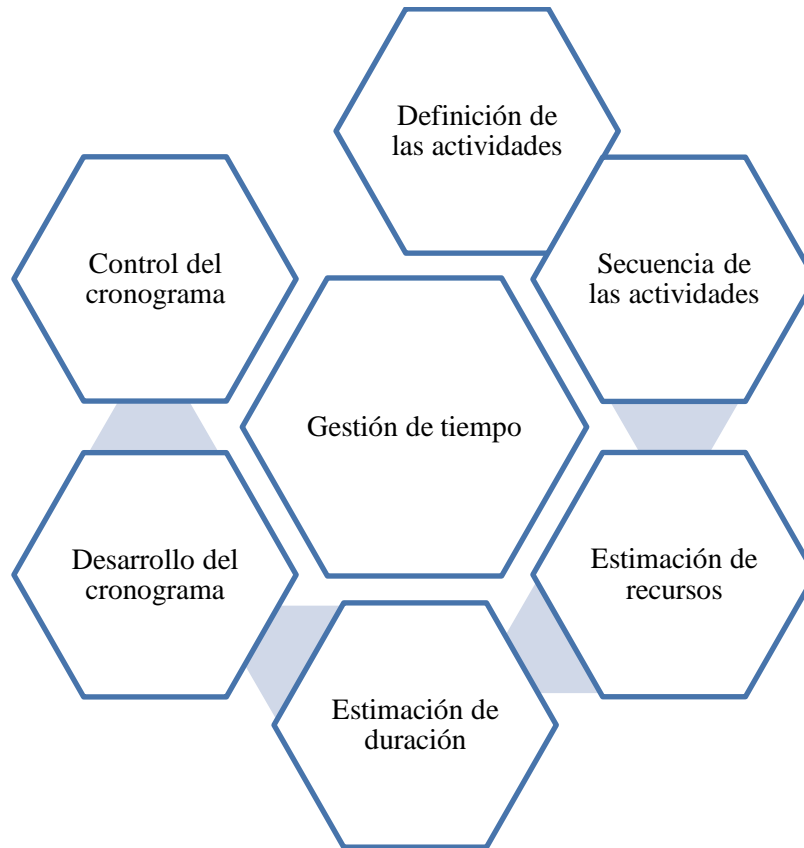 Definición de
las actividades
Secuencia de
las actividades
Estimación de
recursos
Estimación de
duración
Desarrollo del
cronograma
Control del
cronograma
Gestión de tiempo